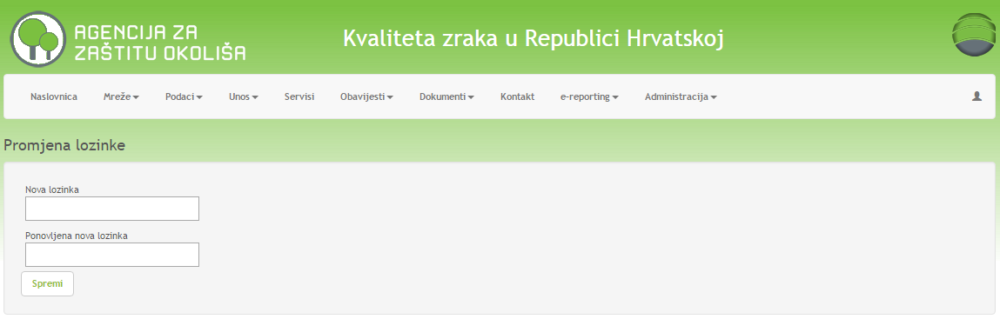 AGENCIJA ZA
ZAŠTITU OKOLIŠA
Kvaliteta zraka u Republici Hrvatskoj
Naslovnica Mreže Podaci Unos Servisi Obavijesti Dokumenti Kontakt e-reporting Administracija
Promjena lozinke
Nova lozinka
Ponovljena nova lozinka
Spremi